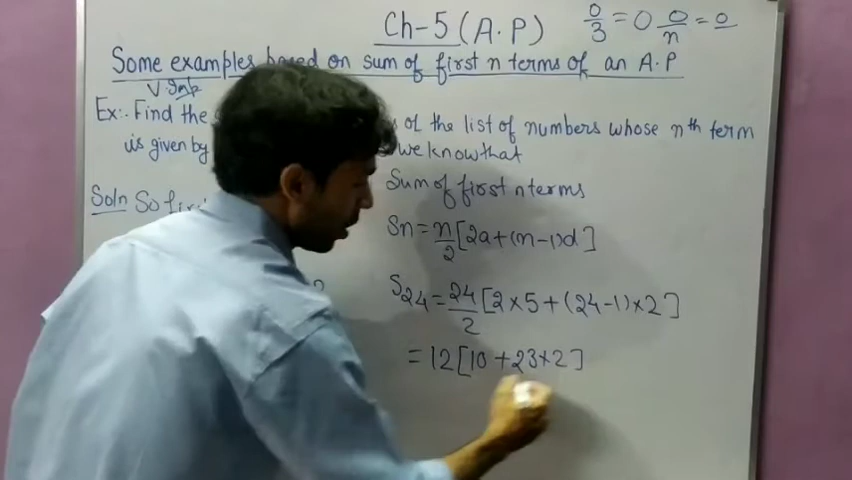 Ch-5 (A.P)
0/3 = 0 0/n = 0
Some examples based on sum of first n terms of an A.P
V.Imp
Ex:. Find the of the list of numbers whose nth term
is given by we know that
Soln So fir
Sum of first n terms
Sn = n/2 [2a+(n-1)d]
S24 = 24/2 [2×5+(24-1)×2]
= 12[10+23×2]